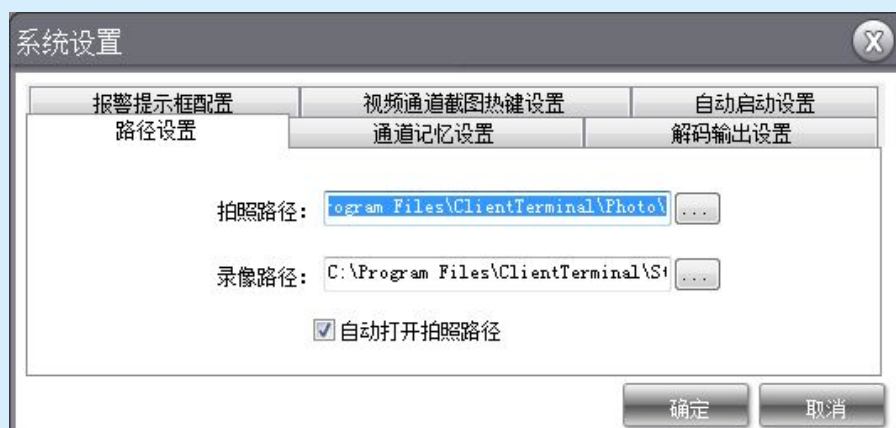 系统设置
X
报警提示框配置 视频通道截图热键设置 自动启动设置
路径设置 通道记忆设置 解码输出设置
拍照路径： rogram Files\ClientTerminal\Photo\ ...
录像路径： C:\Program Files\ClientTerminal\St ...
自动打开拍照路径
确定 取消